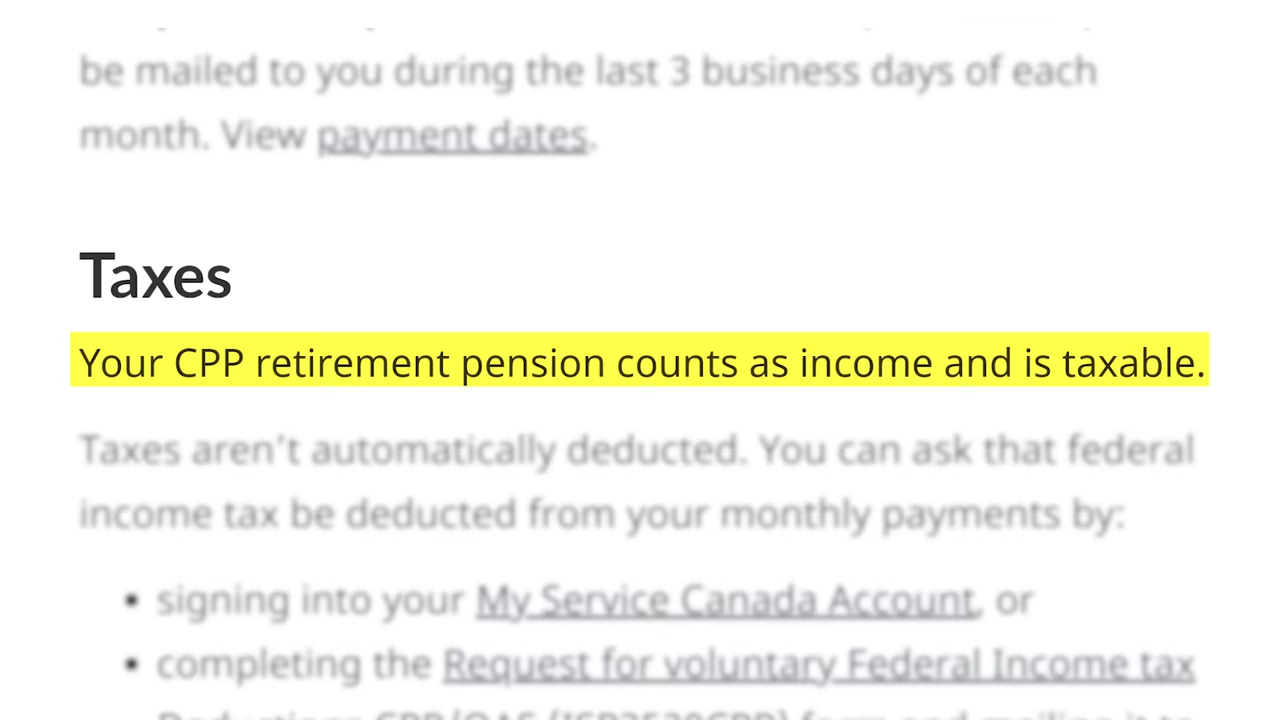 be mailed to you during the last 3 business days of each
month. View payment dates.
Taxes
Your CPP retirement pension counts as income and is taxable.
Taxes aren't automatically deducted. You can ask that federal
income tax be deducted from your monthly payments by:
▪ signing into your My Service Canada Account, or
▪ completing the Request for voluntary Federal Income tax